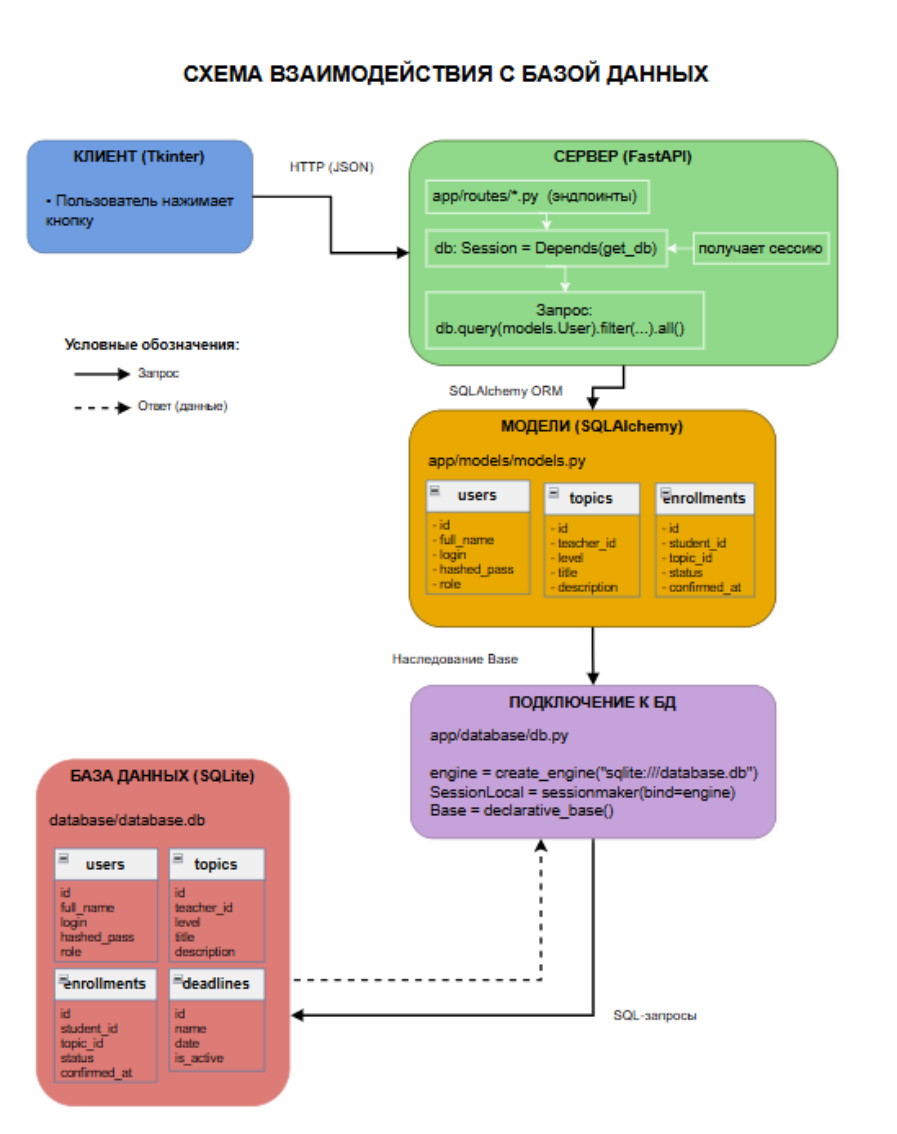 СХЕМА ВЗАИМОДЕЙСТВИЯ С БАЗОЙ ДАННЫХ
КЛИЕНТ (Tkinter)
• Пользователь нажимает
кнопку
HTTP (JSON)
СЕРВЕР (FastAPI)
app/routes/*.py (эндпоинты)
db: Session = Depends(get_db)
получает сессию
Запрос:
db.query(models.User).filter(...).all()
Условные обозначения:
Запрос
Ответ (данные)
SQLAlchemy ORM
МОДЕЛИ (SQLAlchemy)
app/models/models.py
users
- id
- full_name
- login
- hashed_pass
- role
topics
- id
- teacher_id
- level
- title
- description
enrollments
- id
- student_id
- topic_id
- status
- confirmed_at
Наследование Base
ПОДКЛЮЧЕНИЕ К БД
app/database/db.py
engine = create_engine("sqlite:///database.db")
SessionLocal = sessionmaker(bind=engine)
Base = declarative_base()
БАЗА ДАННЫХ (SQLite)
database/database.db
users
id
full_name
login
hashed_pass
role
topics
id
teacher_id
level
title
description
enrollments
id
student_id
topic_id
status
confirmed_at
deadlines
id
name
date
is_active
SQL-запросы